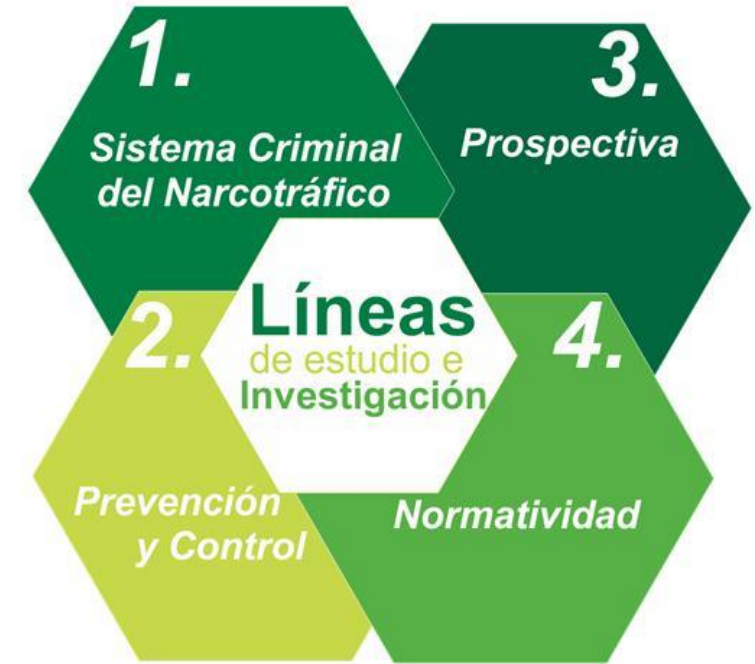 1.
Sistema Criminal
del Narcotráfico
2.
Prevención
y Control
3.
Prospectiva
4.
Normatividad
Líneas
de estudio e
Investigación